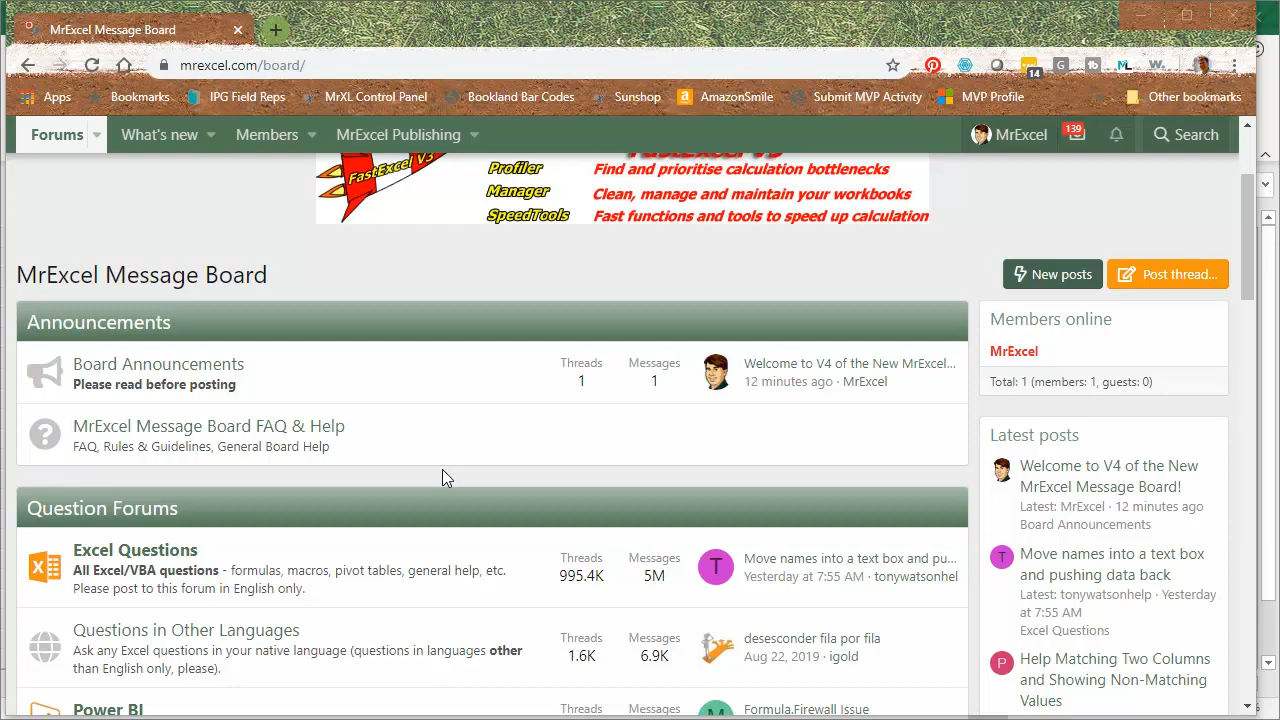 MrExcel Message Board
mrexcel.com/board/
14
Apps
Bookmarks
IPG Field Reps
MrXL Control Panel
Bookland Bar Codes
Sunshop
AmazonSmile
Submit MVP Activity
MVP Profile
Other bookmarks
Forums
What's new
Members
MrExcel Publishing
MrExcel
139
Search
FastExcel V3
Profiler
Manager
SpeedTools
Find and prioritise calculation bottlenecks
Clean, manage and maintain your workbooks
Fast functions and tools to speed up calculation
MrExcel Message Board
New posts
Post thread...
Announcements
Board Announcements
Please read before posting
Threads
1
Messages
1
Welcome to V4 of the New MrExcel...
12 minutes ago · MrExcel
MrExcel Message Board FAQ & Help
FAQ, Rules & Guidelines, General Board Help
Question Forums
Excel Questions
All Excel/VBA questions - formulas, macros, pivot tables, general help, etc.
Please post to this forum in English only.
Threads
995.4K
Messages
5M
T
Move names into a text box and pu...
Yesterday at 7:55 AM · tonywatsonhel
Questions in Other Languages
Ask any Excel questions in your native language (questions in languages other
than English only, please).
Threads
1.6K
Messages
6.9K
desesconder fila por fila
Aug 22, 2019 · igold
Power BI
Threads
Messages
M
Formula.Firewall Issue
Members online
MrExcel
Total: 1 (members: 1, guests: 0)
Latest posts
Welcome to V4 of the New
MrExcel Message Board!
Latest: MrExcel · 12 minutes ago
Board Announcements
T
Move names into a text box
and pushing data back
Latest: tonywatsonhelp · Yesterday
at 7:55 AM
Excel Questions
P
Help Matching Two Columns
and Showing Non-Matching
Values